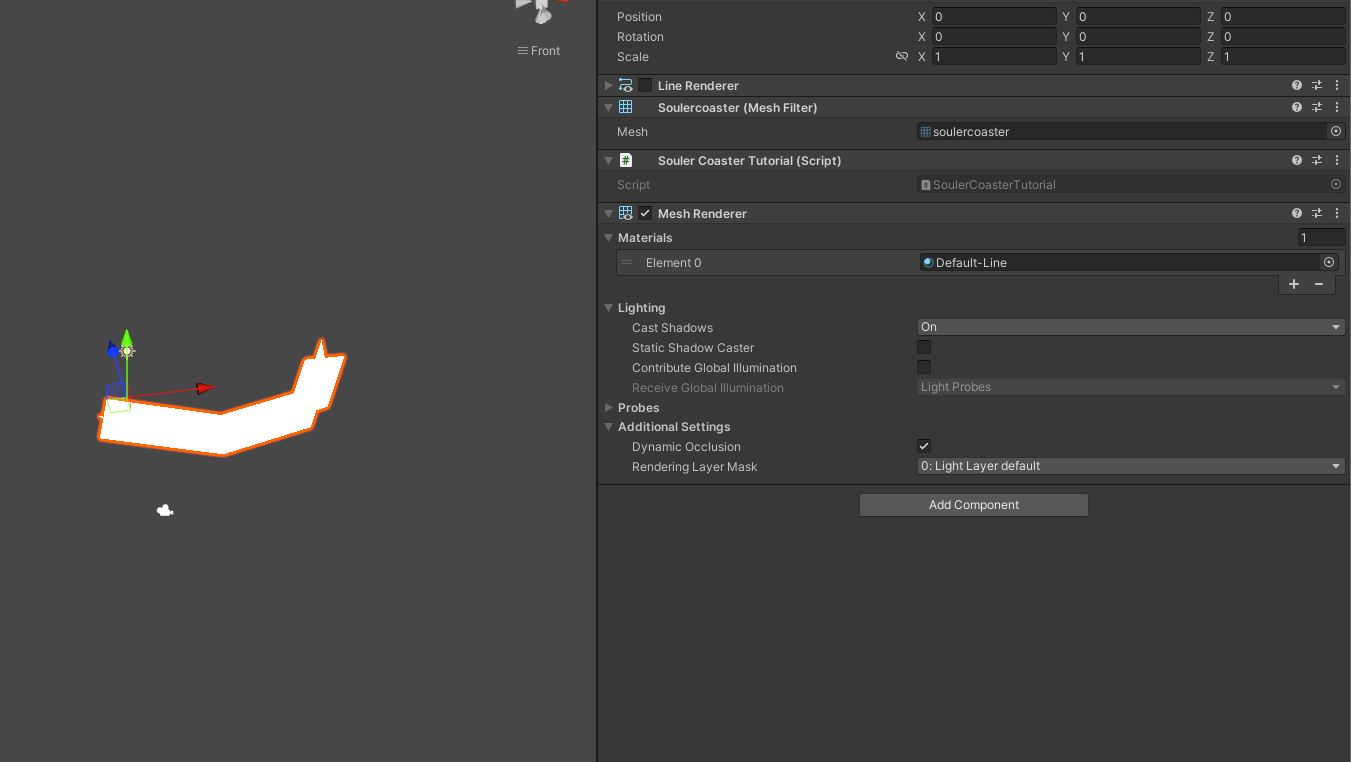 Position X 0 Y 0 Z 0
Front
Rotation X 0 Y 0 Z 0
Scale X 1 Y 1 Z 1
Line Renderer
Soulercoaster (Mesh Filter)
Mesh soulercoaster
# Souler Coaster Tutorial (Script)
Script # SoulerCoasterTutorial
Mesh Renderer
Materials 1
Element 0 Default-Line
+ −
Lighting
Cast Shadows On
Static Shadow Caster
Contribute Global Illumination
Receive Global Illumination Light Probes
Probes
Additional Settings
Dynamic Occlusion
Rendering Layer Mask 0: Light Layer default
Add Component